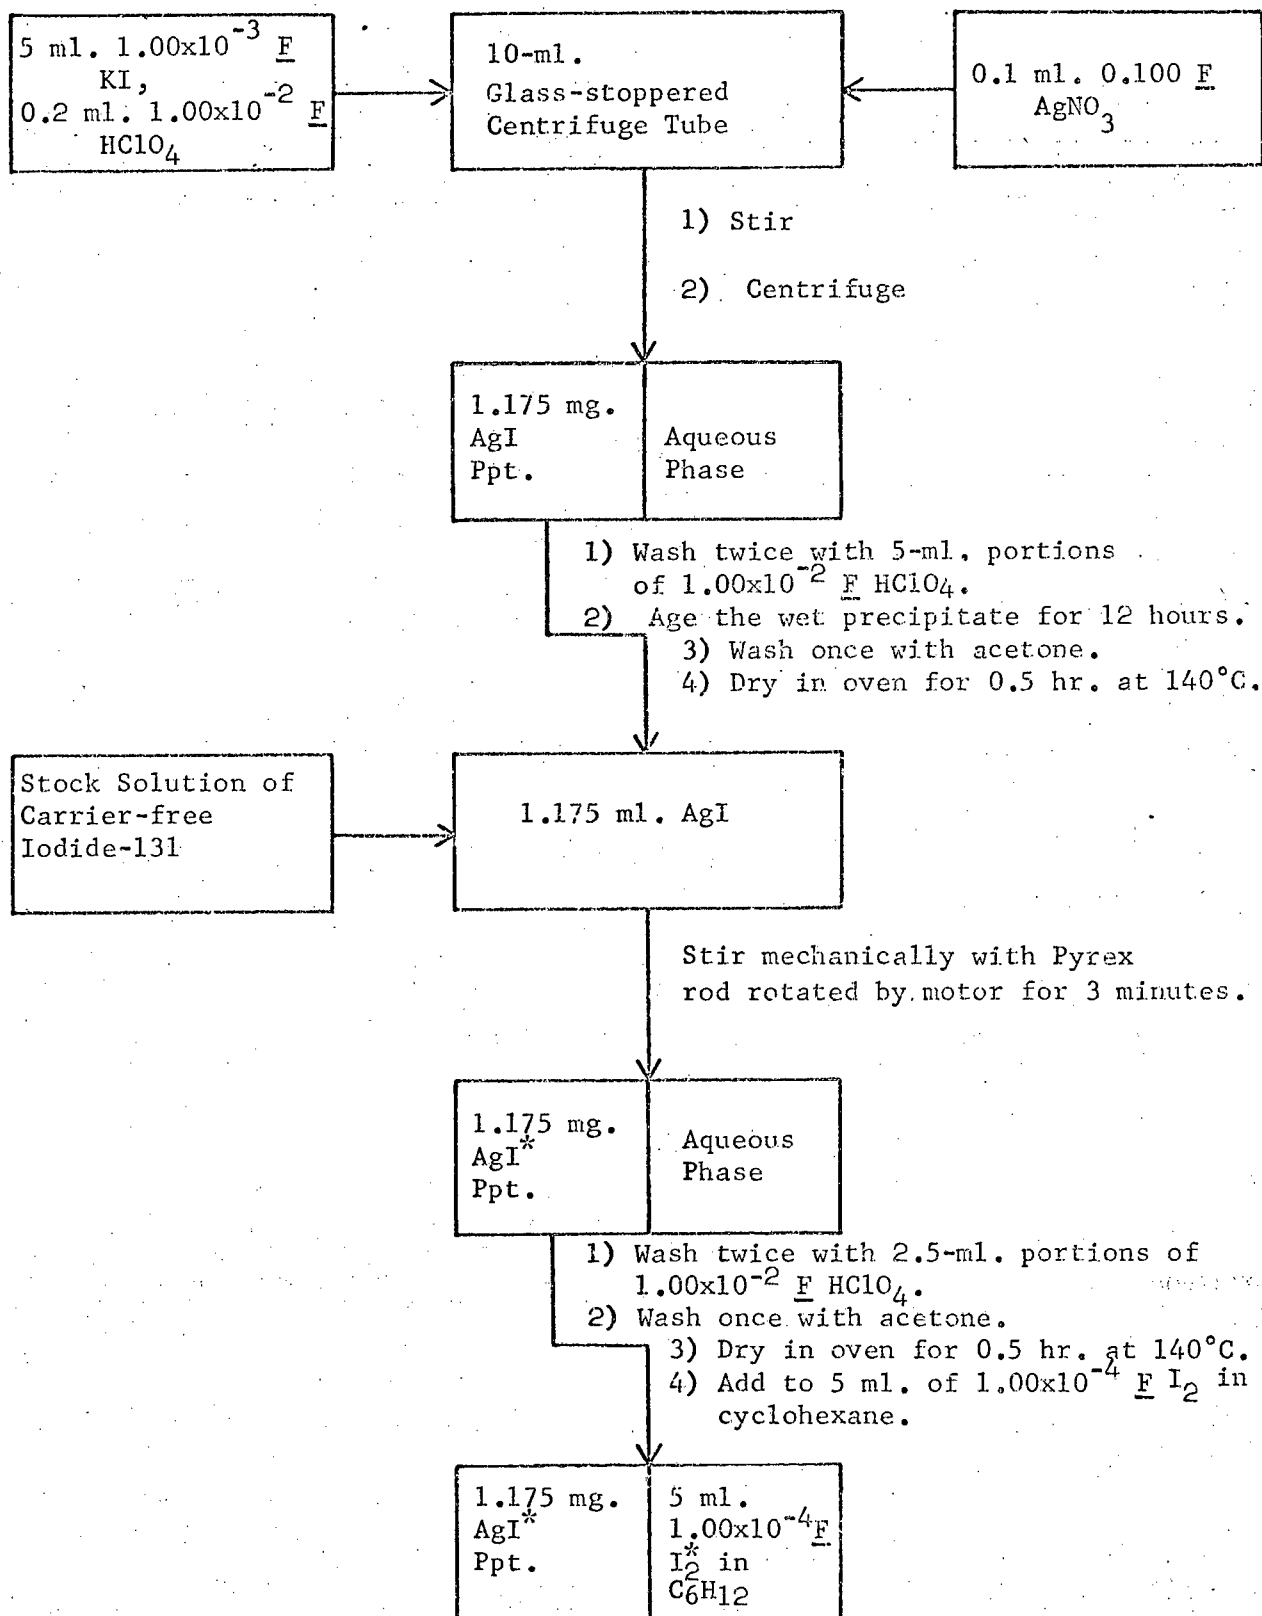 5 ml. 1.00x10⁻³ F
KI,
0.2 ml. 1.00x10⁻² F
HClO₄
10-ml.
Glass-stoppered
Centrifuge Tube
0.1 ml. 0.100 F
AgNO₃
1) Stir
2) Centrifuge
1.175 mg.
AgI
Ppt.
Aqueous
Phase
1) Wash twice with 5-ml. portions
of 1.00x10⁻² F HClO₄.
2) Age the wet precipitate for 12 hours.
3) Wash once with acetone.
4) Dry in oven for 0.5 hr. at 140°C.
Stock Solution of
Carrier-free
Iodide-131
1.175 ml. AgI
Stir mechanically with Pyrex
rod rotated by motor for 3 minutes.
1.175 mg.
AgI*
Ppt.
Aqueous
Phase
1) Wash twice with 2.5-ml. portions of
1.00x10⁻² F HClO₄.
2) Wash once with acetone.
3) Dry in oven for 0.5 hr. at 140°C.
4) Add to 5 ml. of 1.00x10⁻⁴ F I₂ in
cyclohexane.
1.175 mg.
AgI*
Ppt.
5 ml.
1.00x10⁻⁴F
I₂* in
C₆H₁₂